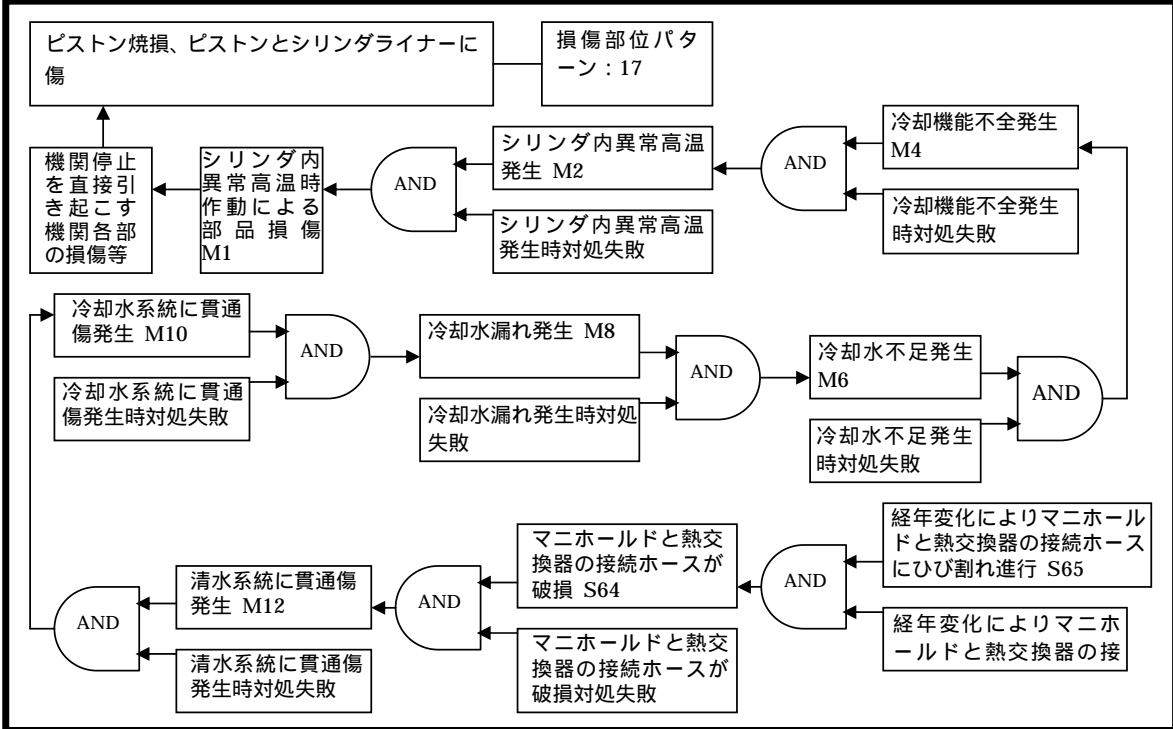 ピストン焼損、ピストンとシリンダライナーに
傷
損傷部位パタ
ーン：17
機関停止
を直接引
き起こす
機関各部
の損傷等
シリンダ内
異常高温時
作動による
部品損傷
M1
AND
シリンダ内異常高温
発生 M2
シリンダ内異常高温
発生時対処失敗
AND
冷却機能不全発生
M4
冷却機能不全発生
時対処失敗
冷却水系統に貫通
傷発生 M10
冷却水系統に貫通
傷発生時対処失敗
AND
冷却水漏れ発生 M8
冷却水漏れ発生時対処
失敗
AND
冷却水不足発生
M6
冷却水不足発生
時対処失敗
AND
AND
清水系統に貫通傷
発生 M12
清水系統に貫通傷
発生時対処失敗
AND
マニホールドと熱交
換器の接続ホースが
破損 S64
マニホールドと熱交
換器の接続ホースが
破損対処失敗
AND
経年変化によりマニホール
ドと熱交換器の接続ホース
にひび割れ進行 S65
経年変化によりマニホ
ールドと熱交換器の接